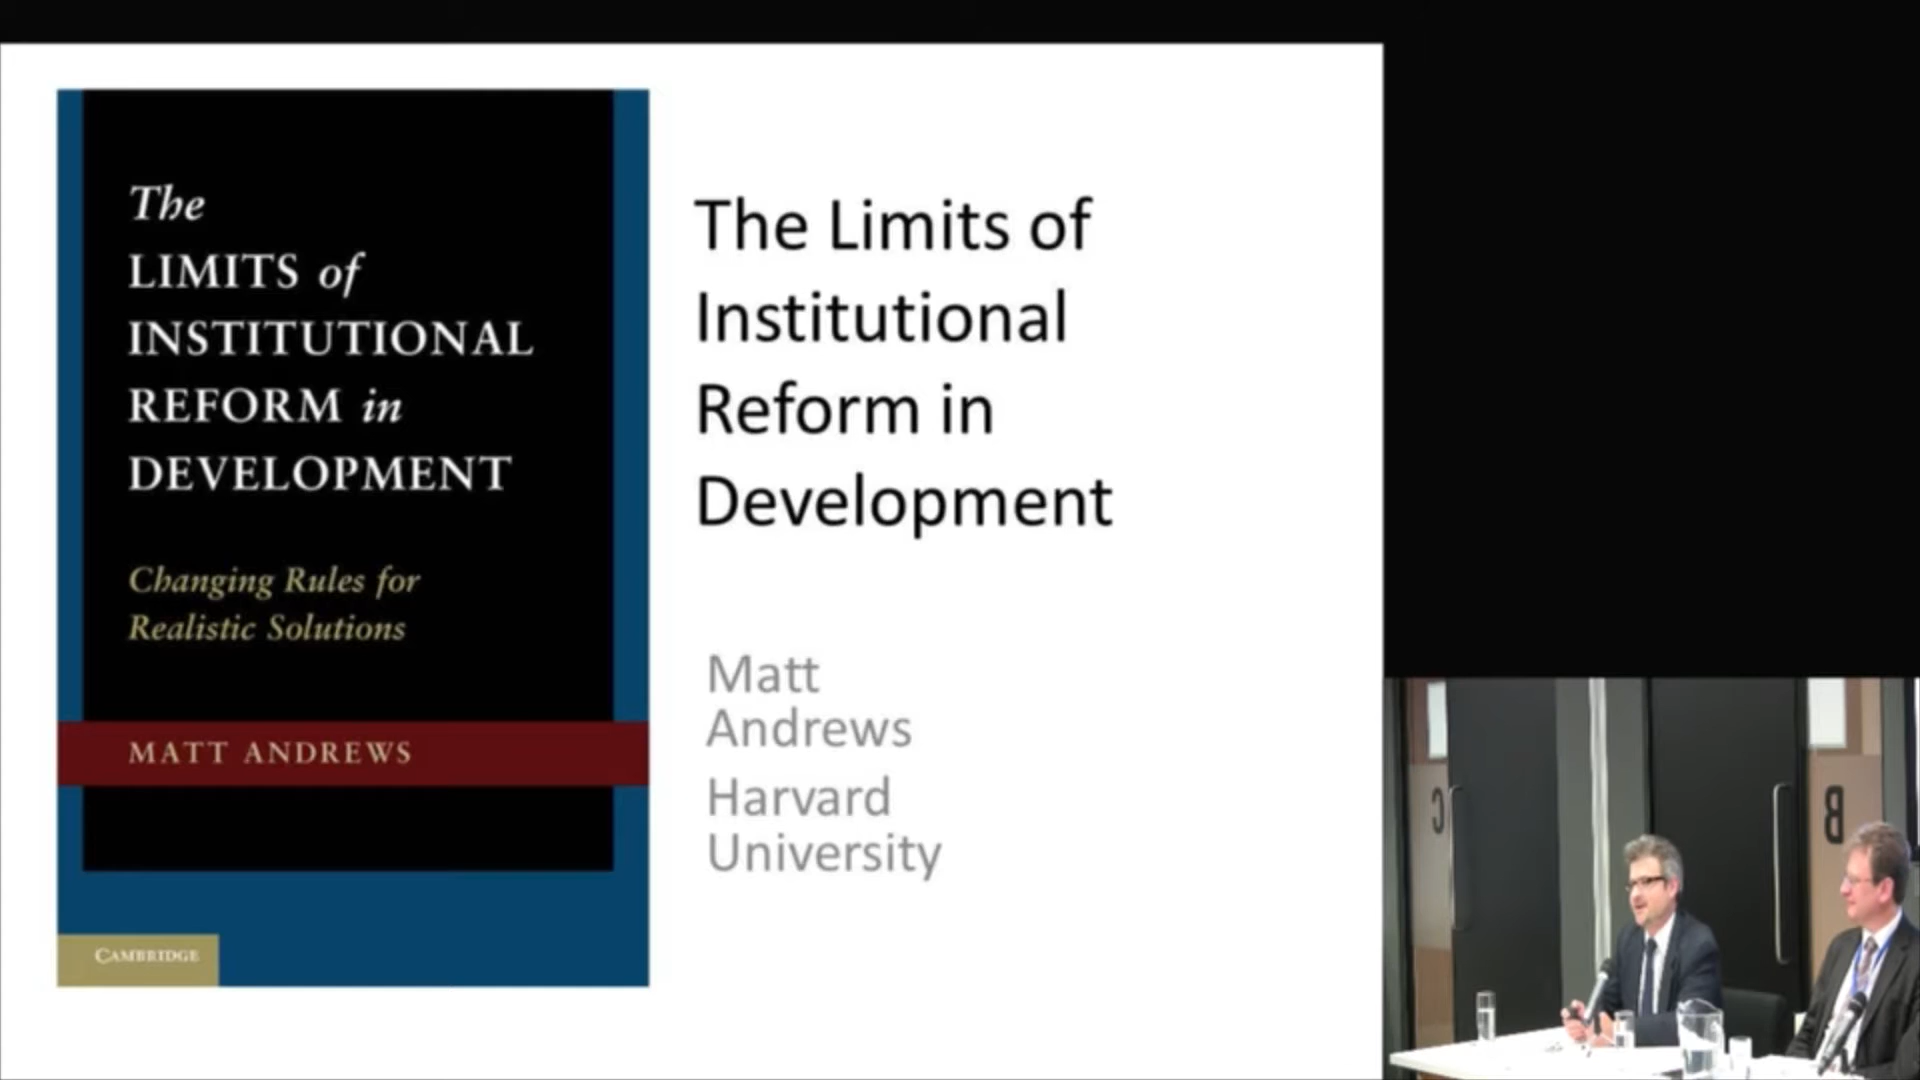 The
LIMITS of
INSTITUTIONAL
REFORM in
DEVELOPMENT
Changing Rules for
Realistic Solutions
MATT ANDREWS
CAMBRIDGE
The Limits of
Institutional
Reform in
Development
Matt
Andrews
Harvard
University
C
B